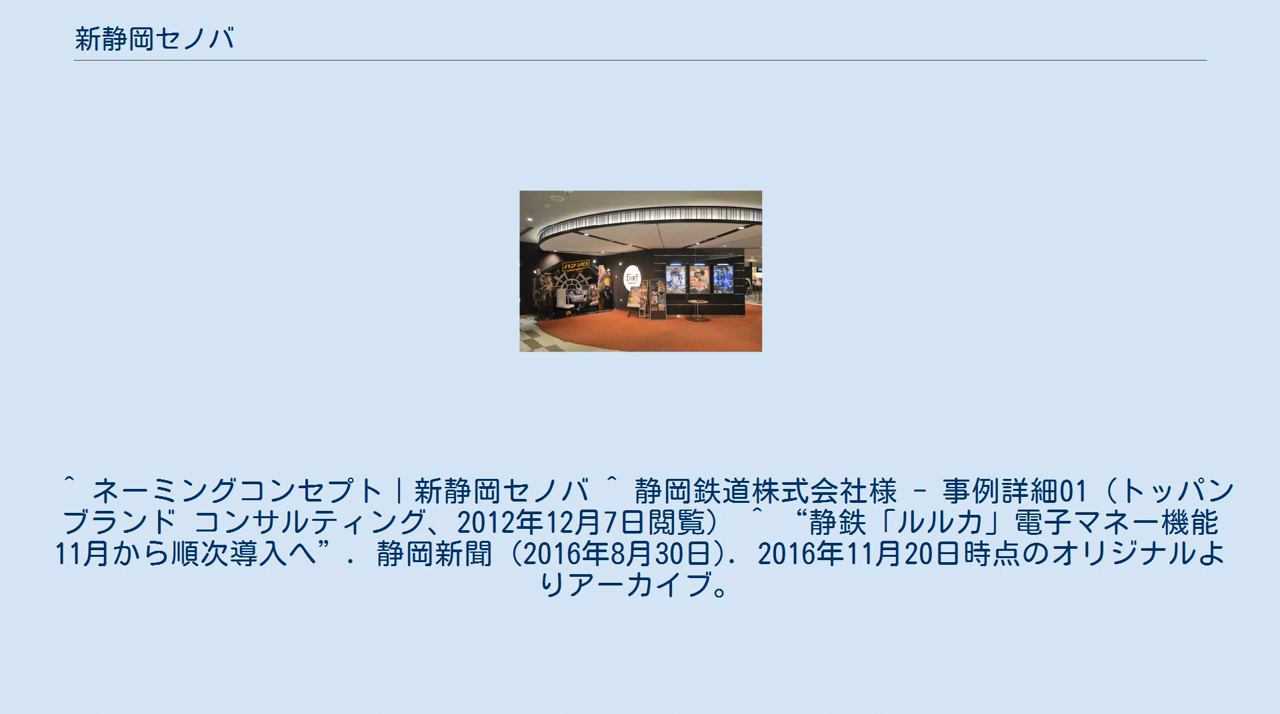 新静岡セノバ
^ ネーミングコンセプト|新静岡セノバ ^ 静岡鉄道株式会社様 - 事例詳細01（トッパン
ブランド コンサルティング、2012年12月7日閲覧） ^ “静鉄「ルルカ」電子マネー機能
11月から順次導入へ”. 静岡新聞 (2016年8月30日). 2016年11月20日時点のオリジナルよ
りアーカイブ。